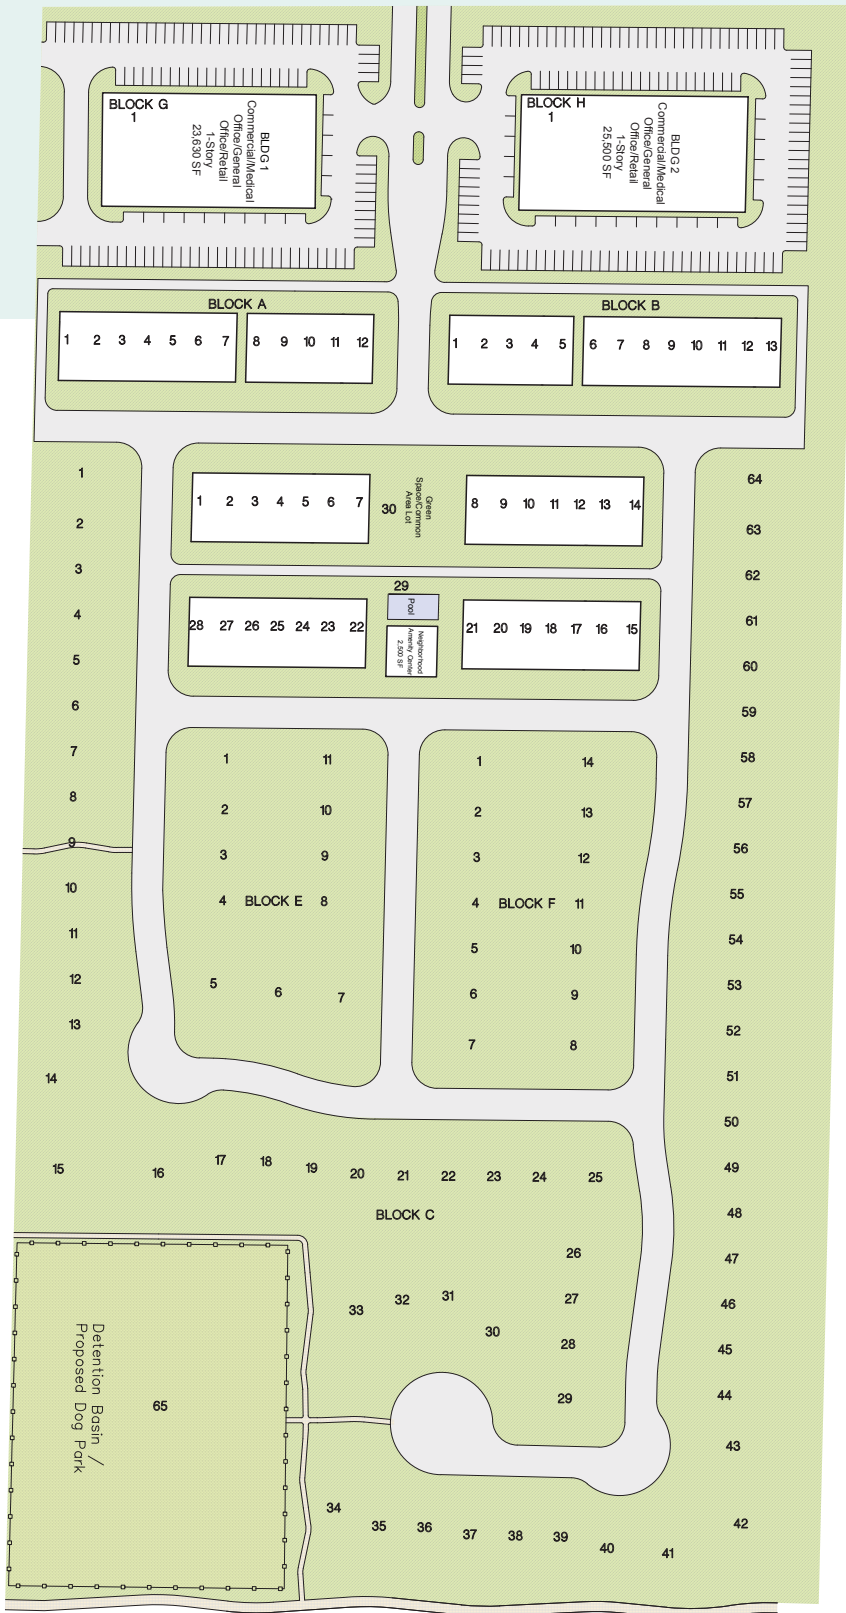 BLOCK G
1
BLDG 1
Commercial/Medical
Office/General
Office/Retail
1-Story
23,630 SF
BLOCK H
1
BLDG 2
Commercial/Medical
Office/General
Office/Retail
1-Story
25,500 SF
BLOCK A
1 2 3 4 5 6 7 8 9 10 11 12
BLOCK B
1 2 3 4 5 6 7 8 9 10 11 12 13
1 2 3 4 5 6 7
30
Green
Space/Common
Area Lot
8 9 10 11 12 13 14
29
Pool
28 27 26 25 24 23 22
Neighborhood
Amenity Center
2,500 SF
21 20 19 18 17 16 15
1
2
3
4
5
6
7
8
9
10
11
12
13
14
15
16
17
18
19
20
21
22
23
24
25
BLOCK C
26
27
28
29
30
31
32
33
34
35
36
37
38
39
40
41
42
43
44
45
46
47
48
49
50
51
52
53
54
55
56
57
58
59
60
61
62
63
64
1 11
2 10
3 9
4 BLOCK E 8
5 6 7
1 14
2 13
3 12
4 BLOCK F 11
5 10
6 9
7 8
65
Detention Basin /
Proposed Dog Park